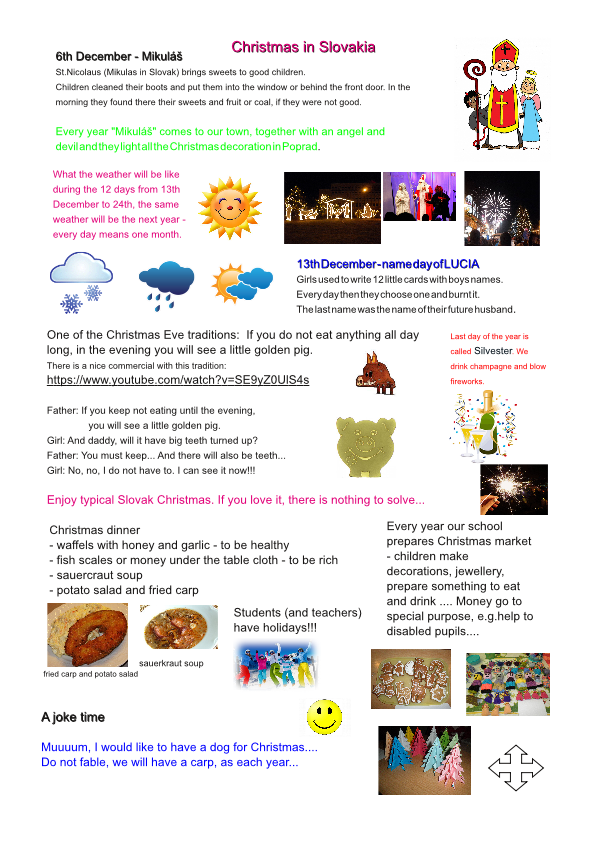 Christmas in Slovakia
6th December - Mikuláš
St.Nicolaus (Mikulas in Slovak) brings sweets to good children.
Children cleaned their boots and put them into the window or behind the front door. In the
morning they found there their sweets and fruit or coal, if they were not good.
Every year "Mikuláš" comes to our town, together with an angel and
devil and they light all the Christmas decoration in Poprad.
What the weather will be like
during the 12 days from 13th
December to 24th, the same
weather will be the next year -
every day means one month.
13th December - name day of LUCIA
Girls used to write 12 little cards with boys names.
Every day then they choose one and burnt it.
The last name was the name of their future husband.
One of the Christmas Eve traditions:  If you do not eat anything all day
long, in the evening you will see a little golden pig.
There is a nice commercial with this tradition:
https://www.youtube.com/watch?v=SE9yZ0UlS4s
Last day of the year is
called Silvester. We
drink champagne and blow
fireworks.
Father: If you keep not eating until the evening,
you will see a little golden pig.
Girl: And daddy, will it have big teeth turned up?
Father: You must keep... And there will also be teeth...
Girl: No, no, I do not have to. I can see it now!!!
Enjoy typical Slovak Christmas. If you love it, there is nothing to solve...
Christmas dinner
- waffels with honey and garlic - to be healthy
- fish scales or money under the table cloth - to be rich
- sauercraut soup
- potato salad and fried carp
Every year our school
prepares Christmas market
- children make
decorations, jewellery,
prepare something to eat
and drink .... Money go to
special purpose, e.g.help to
disabled pupils....
Students (and teachers)
have holidays!!!
sauerkraut soup
fried carp and potato salad
A joke time
Muuuum, I would like to have a dog for Christmas....
Do not fable, we will have a carp, as each year...